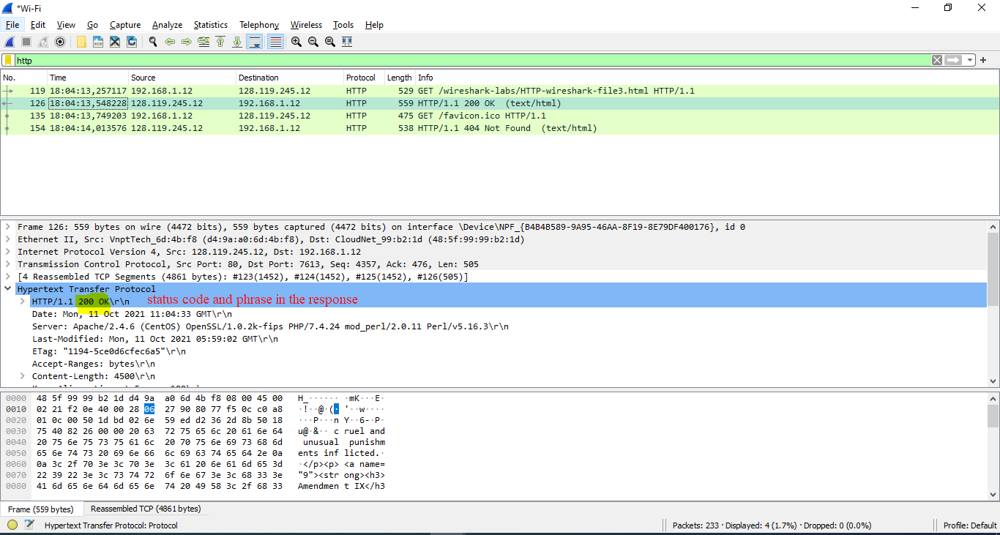 *Wi-Fi
File Edit View Go Capture Analyze Statistics Telephony Wireless Tools Help
http
No. Time Source Destination Protocol Length Info
119 18:04:13,257117 192.168.1.12 128.119.245.12 HTTP 529 GET /wireshark-labs/HTTP-wireshark-file3.html HTTP/1.1
126 18:04:13,548228 128.119.245.12 192.168.1.12 HTTP 559 HTTP/1.1 200 OK (text/html)
135 18:04:13,749203 192.168.1.12 128.119.245.12 HTTP 475 GET /favicon.ico HTTP/1.1
154 18:04:14,013576 128.119.245.12 192.168.1.12 HTTP 538 HTTP/1.1 404 Not Found (text/html)
Frame 126: 559 bytes on wire (4472 bits), 559 bytes captured (4472 bits) on interface \Device\NPF_{B4B4B589-9A95-46AA-8F19-8E79DF400176}, id 0
Ethernet II, Src: VnptTech_6d:4b:f8 (d4:9a:a0:6d:4b:f8), Dst: CloudNet_99:b2:1d (48:5f:99:99:b2:1d)
Internet Protocol Version 4, Src: 128.119.245.12, Dst: 192.168.1.12
Transmission Control Protocol, Src Port: 80, Dst Port: 7613, Seq: 4357, Ack: 476, Len: 505
[4 Reassembled TCP Segments (4861 bytes): #123(1452), #124(1452), #125(1452), #126(505)]
Hypertext Transfer Protocol
HTTP/1.1 200 OK\r\n status code and phrase in the response
Date: Mon, 11 Oct 2021 11:04:33 GMT\r\n
Server: Apache/2.4.6 (CentOS) OpenSSL/1.0.2k-fips PHP/7.4.24 mod_perl/2.0.11 Perl/v5.16.3\r\n
Last-Modified: Mon, 11 Oct 2021 05:59:02 GMT\r\n
ETag: "1194-5ce0d6cfec6a5"\r\n
Accept-Ranges: bytes\r\n
Content-Length: 4500\r\n
0000 48 5f 99 99 b2 1d d4 9a a0 6d 4b f8 08 00 45 00 H_······ ·mK···E·
0010 02 21 f2 0e 40 00 28 06 27 90 80 77 f5 0c c0 a8 ·!··@·(· '··w····
0020 01 0c 00 50 1d bd 02 6e 59 ed d2 36 2d 8b 50 18 ···P···n Y··6-·P·
0030 75 40 82 26 00 00 20 63 72 75 65 6c 20 61 6e 64 u@·&·· c ruel and
0040 20 75 6e 75 73 75 61 6c 20 70 75 6e 69 73 68 6d unusual punishm
0050 65 6e 74 73 20 69 6e 66 6c 69 63 74 65 64 2e 0a ents inf licted.·
0060 0a 3c 2f 70 3e 3c 70 3e 3c 61 20 6e 61 6d 65 3d ·</p><p> <a name=
0070 22 39 22 3e 3c 73 74 72 6f 6e 67 3e 3c 68 33 3e "9"><str ong><h3>
0080 41 6d 65 6e 64 6d 65 6e 74 20 49 58 3c 2f 68 33 Amendmen t IX</h3
Frame (559 bytes) Reassembled TCP (4861 bytes)
Hypertext Transfer Protocol: Protocol Packets: 233 · Displayed: 4 (1.7%) · Dropped: 0 (0.0%) Profile: Default